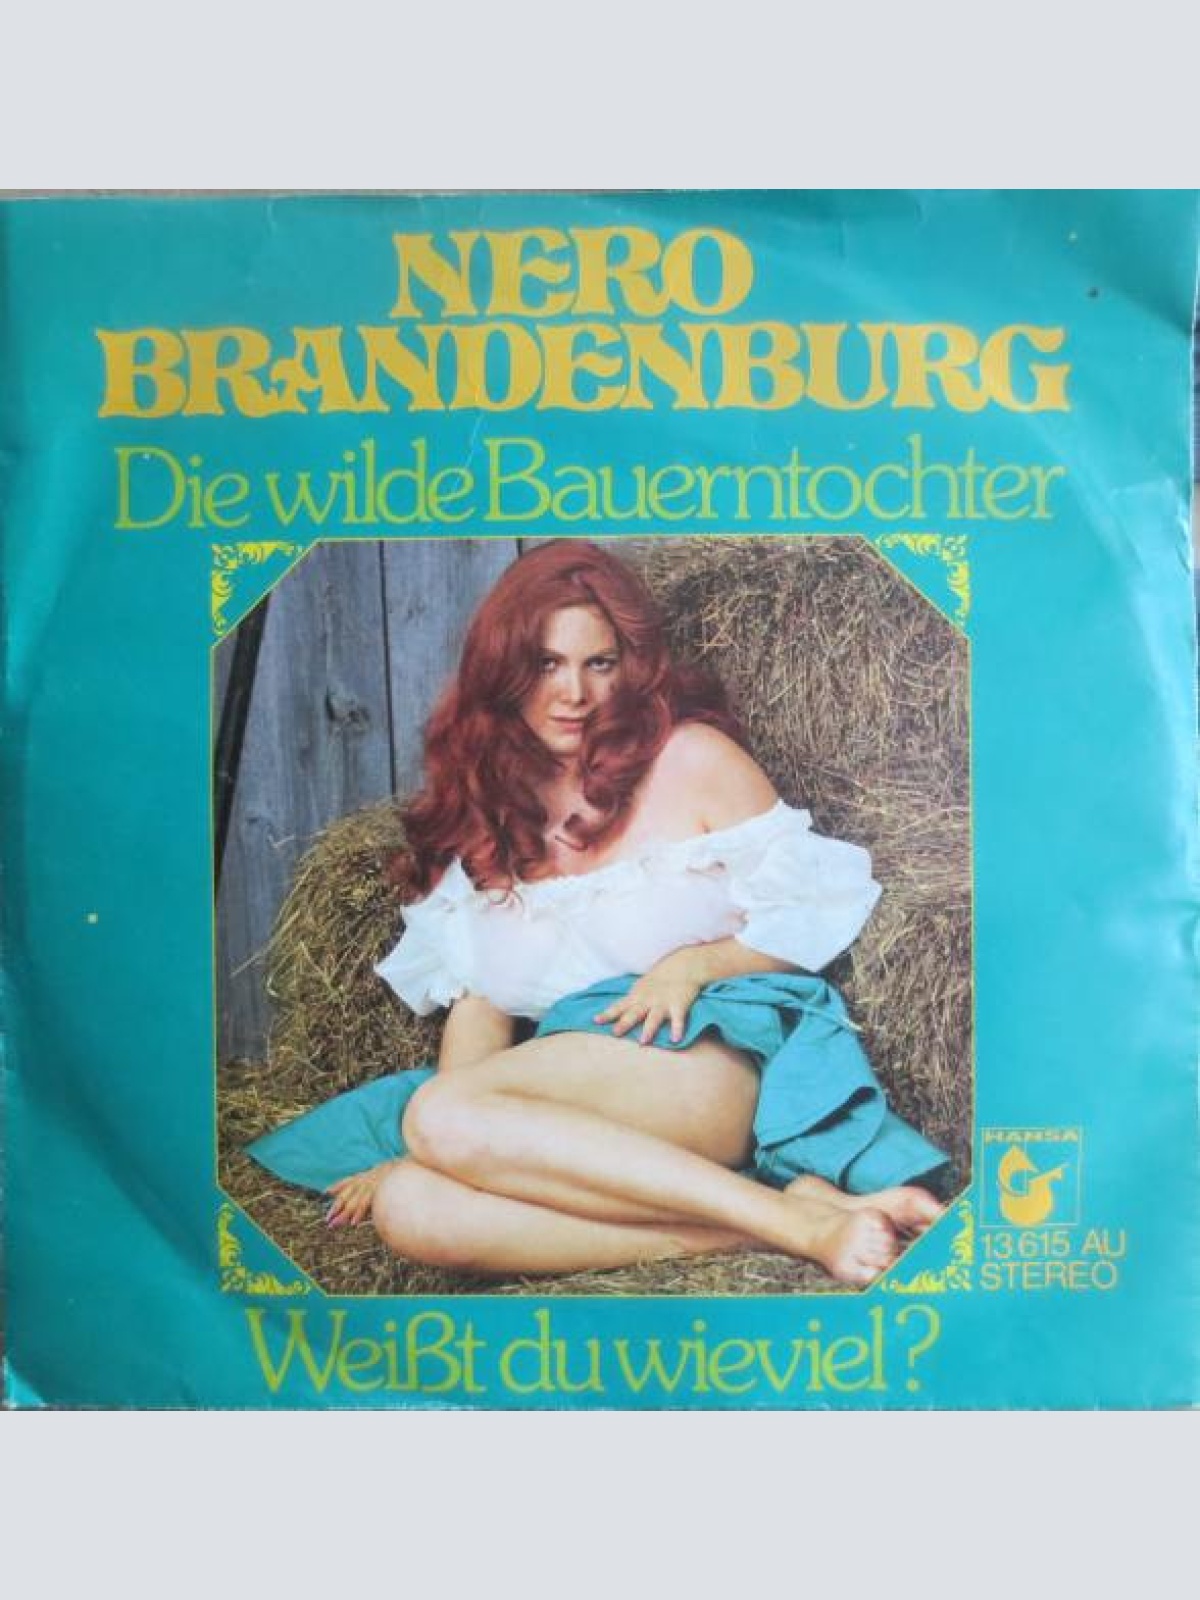 NERO
BRANDENBURG
Die wilde Bauerntochter
HANSA
13 615 AU
STEREO
Weißt du wieviel?